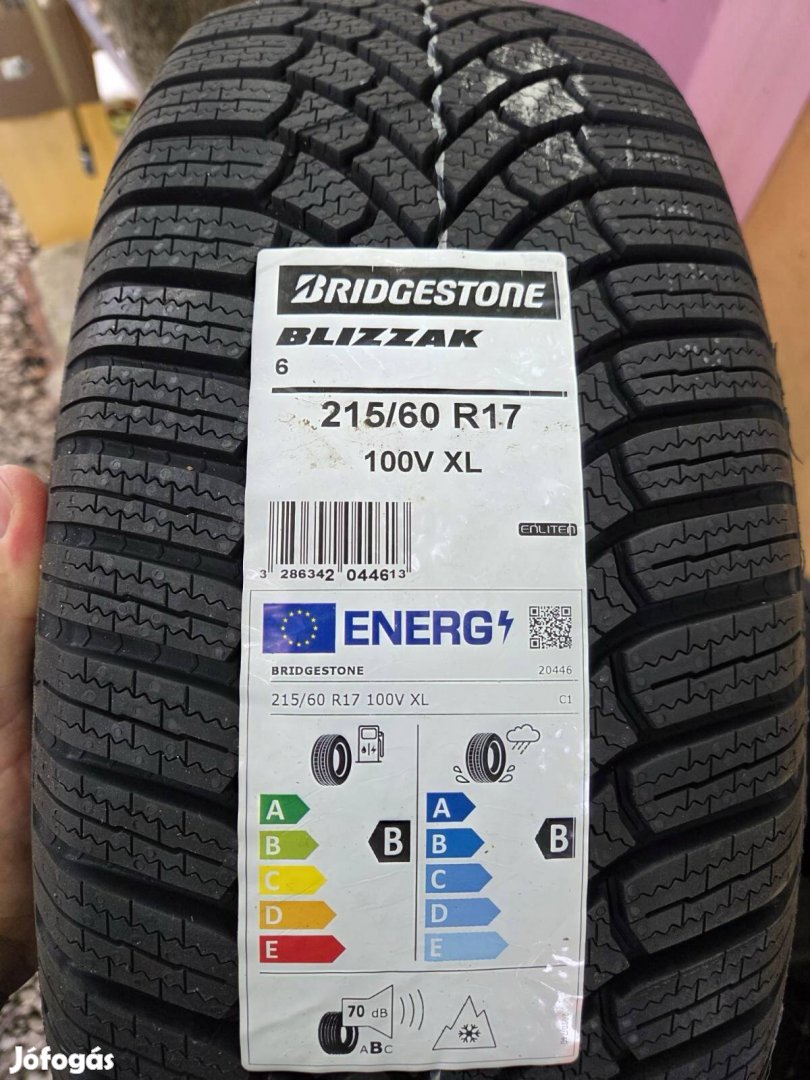 BRIDGESTONE
BLIZZAK
6
215/60 R17
100V XL
ENLITEN
3 286342 044613
ENERG
BRIDGESTONE 20446
215/60 R17 100V XL C1
A A
B B B B
C C
D D
E E
70 dB
ABC
Jófogás